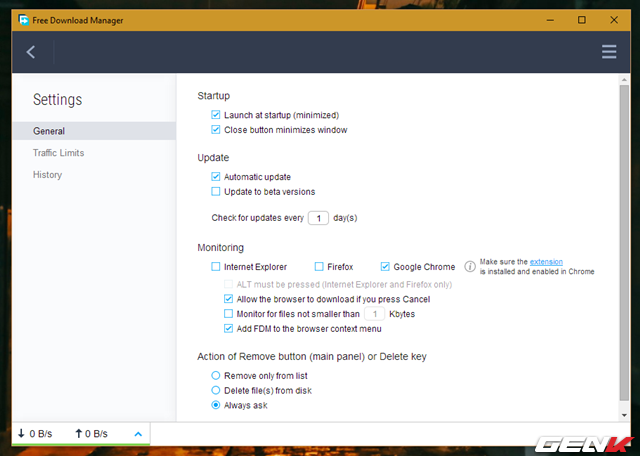 Free Download Manager
Settings
General
Traffic Limits
History
Startup
Launch at startup (minimized)
Close button minimizes window
Update
Automatic update
Update to beta versions
Check for updates every 1 day(s)
Monitoring
Internet Explorer Firefox Google Chrome
Make sure the extension
is installed and enabled in Chrome
ALT must be pressed (Internet Explorer and Firefox only)
Allow the browser to download if you press Cancel
Monitor for files not smaller than 1 Kbytes
Add FDM to the browser context menu
Action of Remove button (main panel) or Delete key
Remove only from list
Delete file(s) from disk
Always ask
0 B/s 0 B/s
GENK